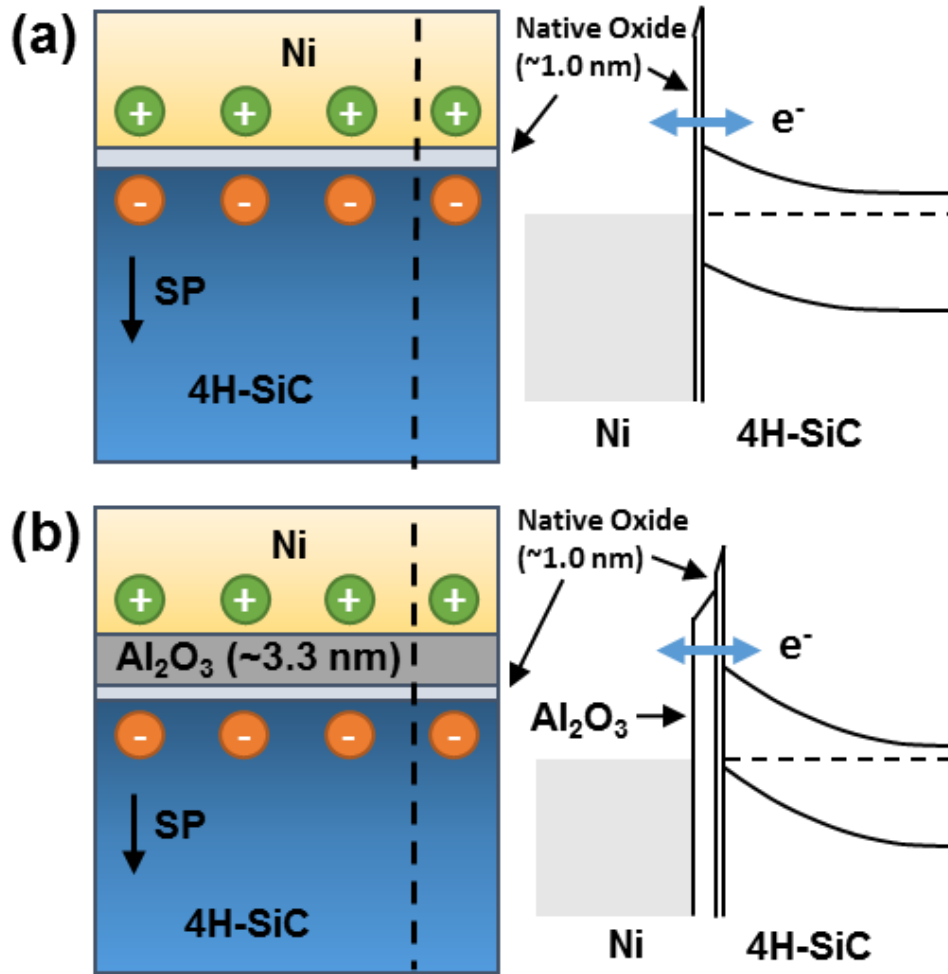 (a)
Ni
+ + + +
- - - -
SP
4H-SiC
Native Oxide
(~1.0 nm)
e-
Ni 4H-SiC
(b)
Ni
+ + + +
Al₂O₃ (~3.3 nm)
- - - -
SP
4H-SiC
Native Oxide
(~1.0 nm)
e-
Al₂O₃
Ni 4H-SiC